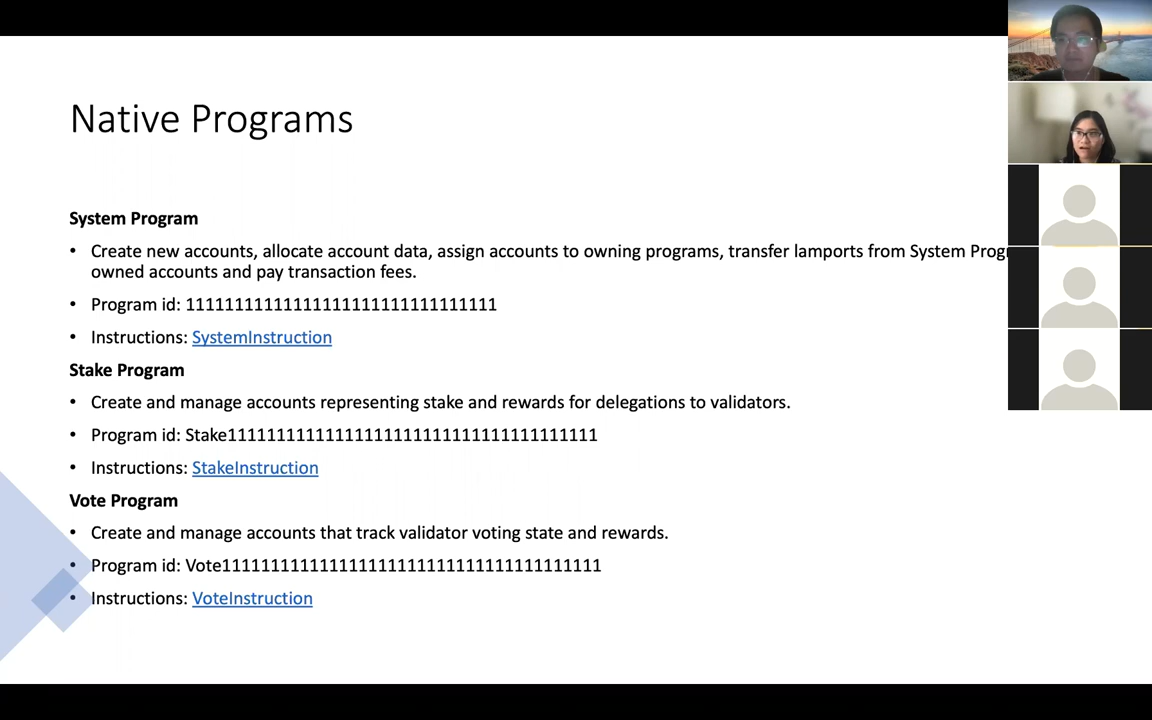 Native Programs
System Program
• Create new accounts, allocate account data, assign accounts to owning programs, transfer lamports from System
owned accounts and pay transaction fees.
• Program id: 11111111111111111111111111111111
• Instructions: SystemInstruction
Stake Program
• Create and manage accounts representing stake and rewards for delegations to validators.
• Program id: Stake11111111111111111111111111111111111111
• Instructions: StakeInstruction
Vote Program
• Create and manage accounts that track validator voting state and rewards.
• Program id: Vote111111111111111111111111111111111111111
• Instructions: VoteInstruction